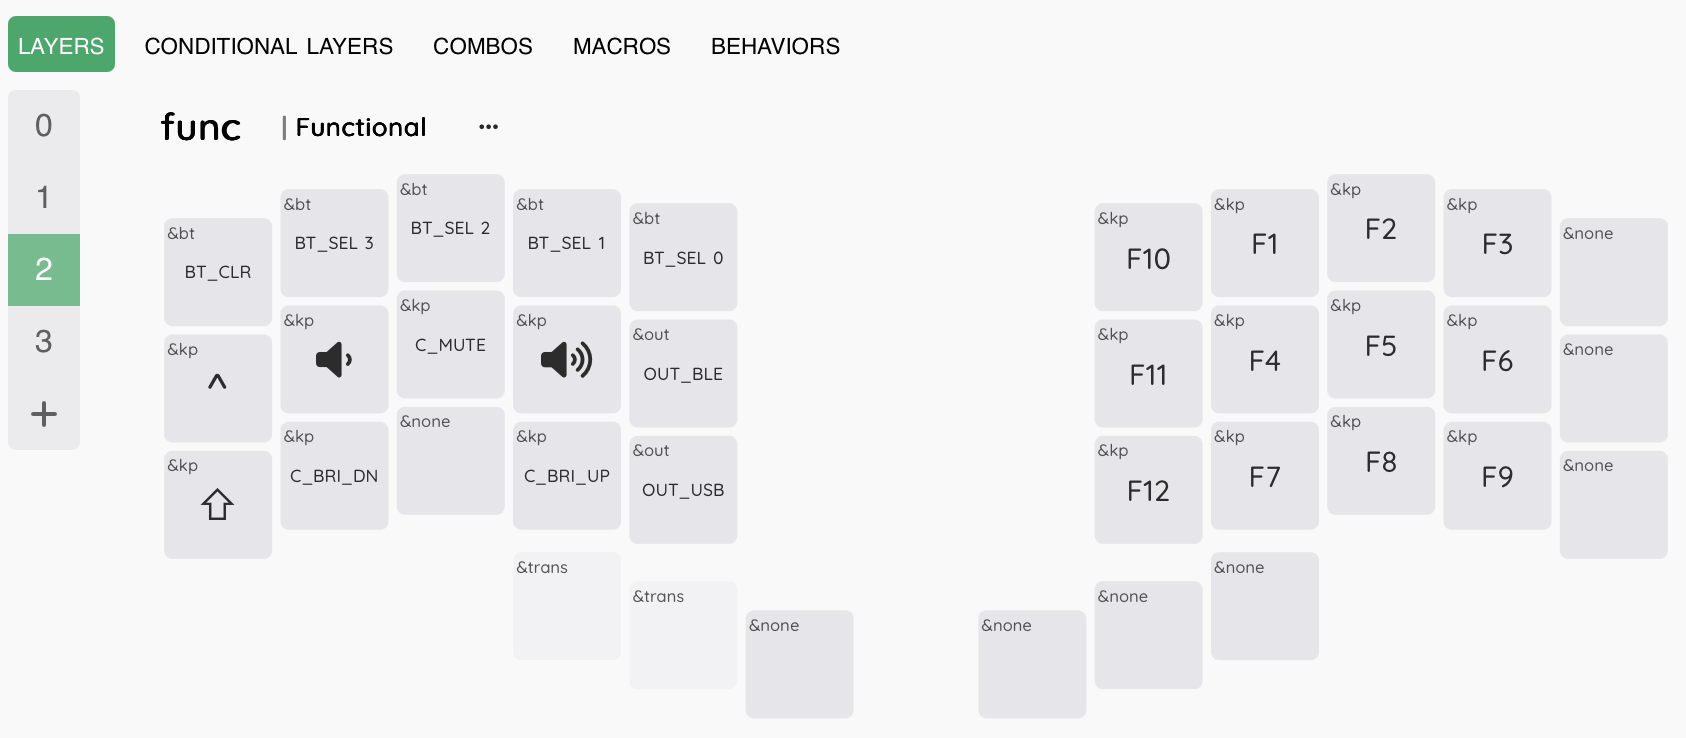 LAYERS CONDITIONAL LAYERS COMBOS MACROS BEHAVIORS
0
1
2
3
+
func | Functional ...
&bt BT_CLR
&bt BT_SEL 3
&bt BT_SEL 2
&bt BT_SEL 1
&bt BT_SEL 0
&kp F10
&kp F1
&kp F2
&kp F3
&none
&kp ^
&kp
&kp C_MUTE
&kp
&out OUT_BLE
&kp F11
&kp F4
&kp F5
&kp F6
&none
&kp
&kp C_BRI_DN
&none
&kp C_BRI_UP
&out OUT_USB
&kp F12
&kp F7
&kp F8
&kp F9
&none
&trans
&trans
&none
&none
&none
&none